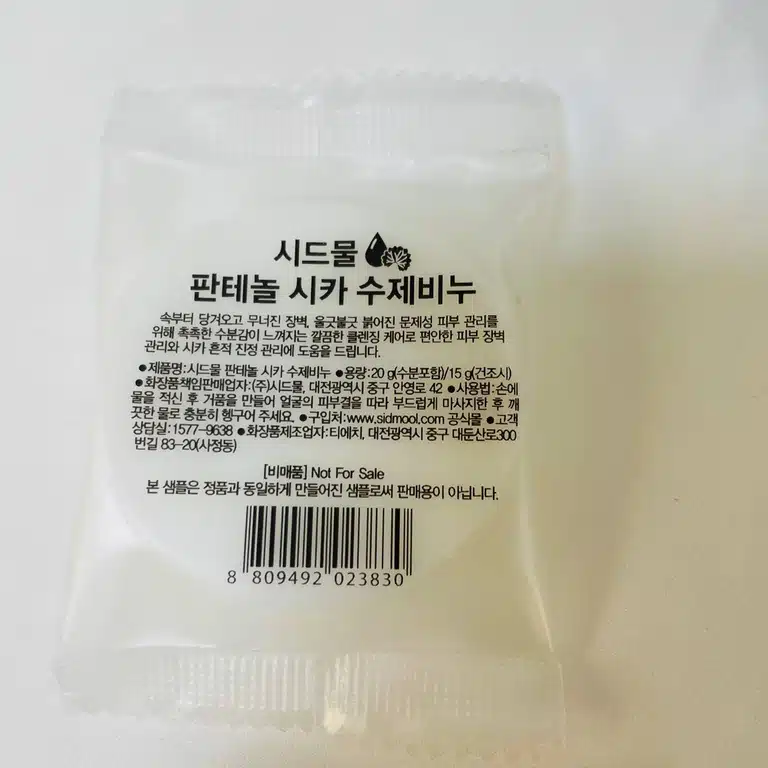 시드물
판테놀 시카 수제비누
속부터 당겨오고 무너진 장벽, 울긋불긋 붉어진 문제성 피부 관리를
위해 촉촉한 수분감이 느껴지는 깔끔한 클렌징 케어로 편안한 피부 장벽
관리와 시카 흔적 진정 관리에 도움을 드립니다.
●제품명:시드물 판테놀 시카 수제비누 ●용량:20 g(수분포함)/15 g(건조시)
●화장품책임판매업자:(주)시드물, 대전광역시 중구 안영로 42 ●사용법:손에
물을 적신 후 거품을 만들어 얼굴의 피부결을 따라 부드럽게 마사지한 후 깨
끗한 물로 충분히 헹구어 주세요. ●구입처:www.sidmool.com 공식몰 ●고객
상담실:1577-9638 ●화장품제조업자:티에치, 대전광역시 중구 대둔산로300
번길 83-20(사정동)
[비매품] Not For Sale
본 샘플은 정품과 동일하게 만들어진 샘플로써 판매용이 아닙니다.
8 809492 023830